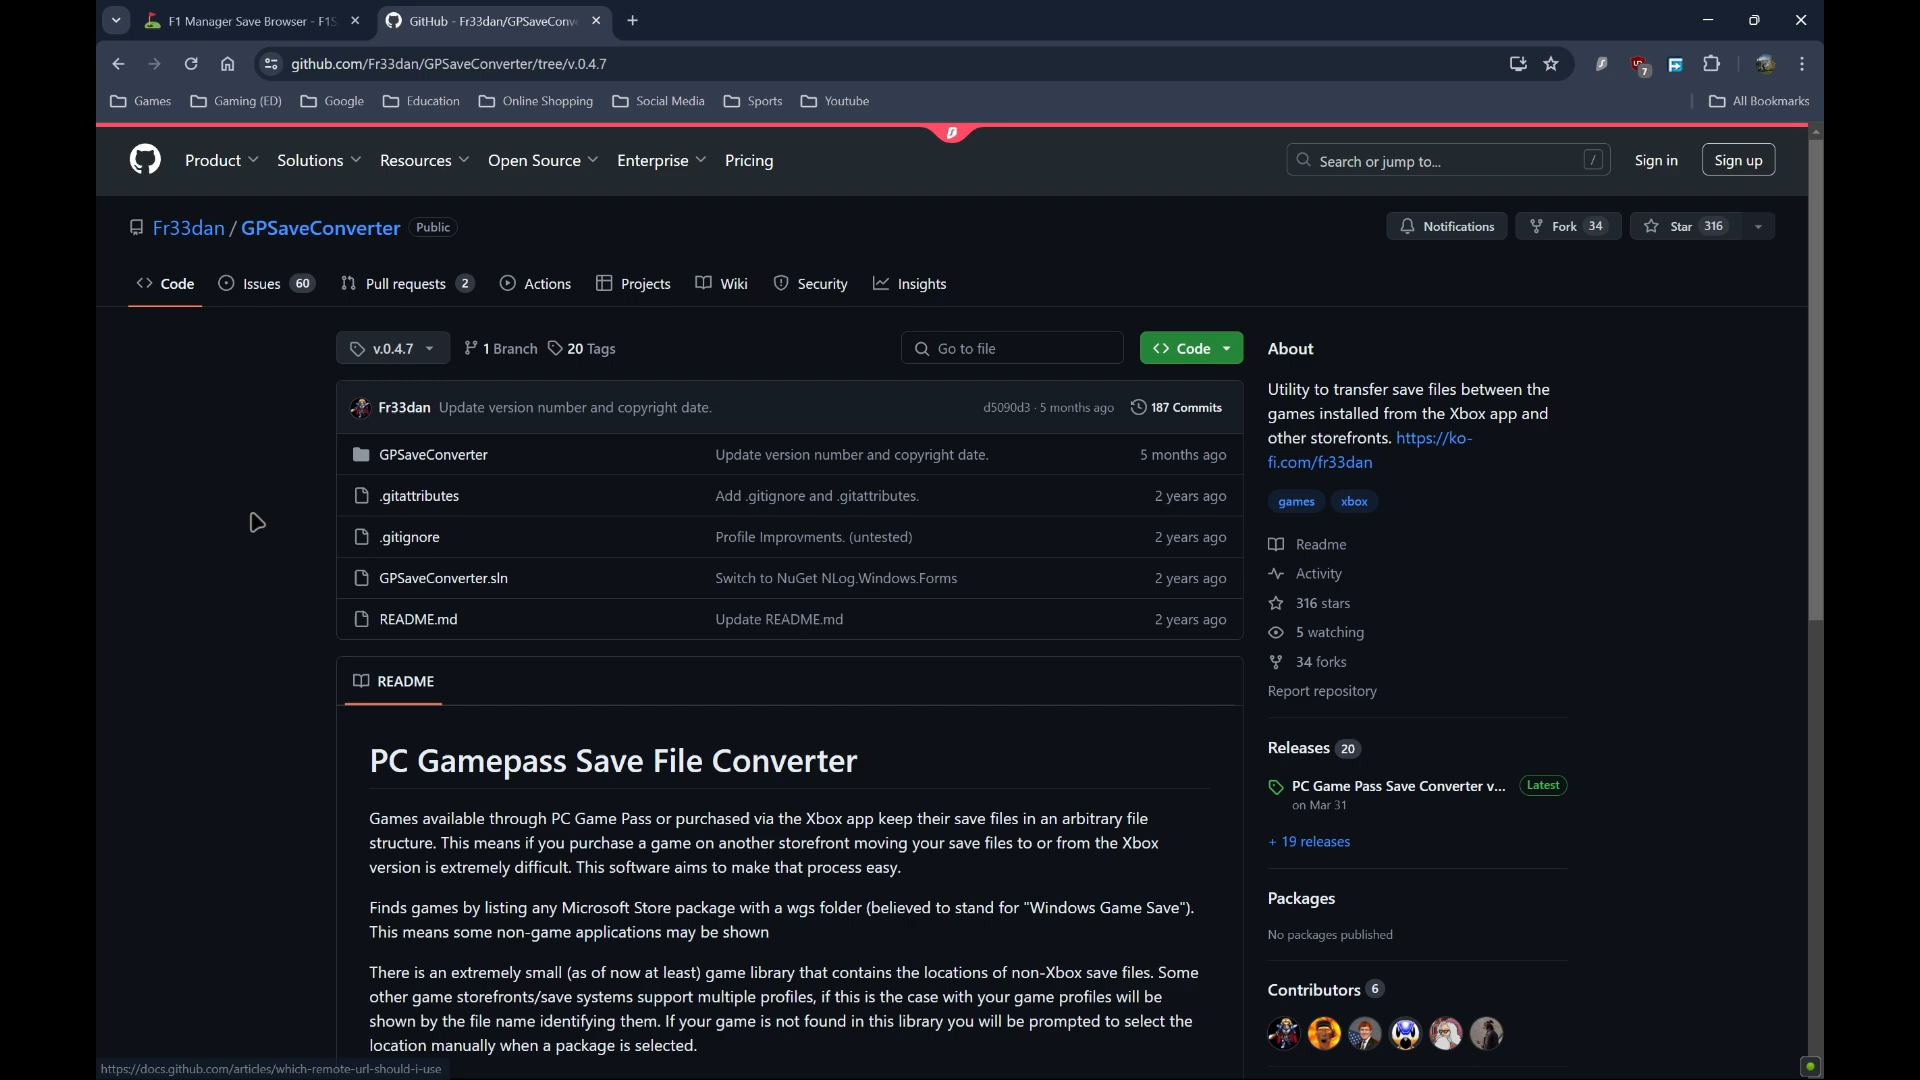 F1 Manager Save Browser - F1S
GitHub - Fr33dan/GPSaveConve
github.com/Fr33dan/GPSaveConverter/tree/v.0.4.7
7
Games
Gaming (ED)
Google
Education
Online Shopping
Social Media
Sports
Youtube
All Bookmarks
Product
Solutions
Resources
Open Source
Enterprise
Pricing
Search or jump to...
/
Sign in
Sign up
Fr33dan / GPSaveConverter
Public
Notifications
Fork 34
Star 316
Code
Issues 60
Pull requests 2
Actions
Projects
Wiki
Security
Insights
v.0.4.7
1 Branch
20 Tags
Go to file
Code
Fr33dan Update version number and copyright date.
d5090d3 · 5 months ago
187 Commits
GPSaveConverter
Update version number and copyright date.
5 months ago
.gitattributes
Add .gitignore and .gitattributes.
2 years ago
.gitignore
Profile Improvments. (untested)
2 years ago
GPSaveConverter.sln
Switch to NuGet NLog.Windows.Forms
2 years ago
README.md
Update README.md
2 years ago
README
PC Gamepass Save File Converter
Games available through PC Game Pass or purchased via the Xbox app keep their save files in an arbitrary file
structure. This means if you purchase a game on another storefront moving your save files to or from the Xbox
version is extremely difficult. This software aims to make that process easy.
Finds games by listing any Microsoft Store package with a wgs folder (believed to stand for "Windows Game Save").
This means some non-game applications may be shown
There is an extremely small (as of now at least) game library that contains the locations of non-Xbox save files. Some
other game storefronts/save systems support multiple profiles, if this is the case with your game profiles will be
shown by the file name identifying them. If your game is not found in this library you will be prompted to select the
location manually when a package is selected.
About
Utility to transfer save files between the
games installed from the Xbox app and
other storefronts. https://ko-
fi.com/fr33dan
games
xbox
Readme
Activity
316 stars
5 watching
34 forks
Report repository
Releases 20
PC Game Pass Save Converter v...
Latest
on Mar 31
+ 19 releases
Packages
No packages published
Contributors 6
https://docs.github.com/articles/which-remote-url-should-i-use